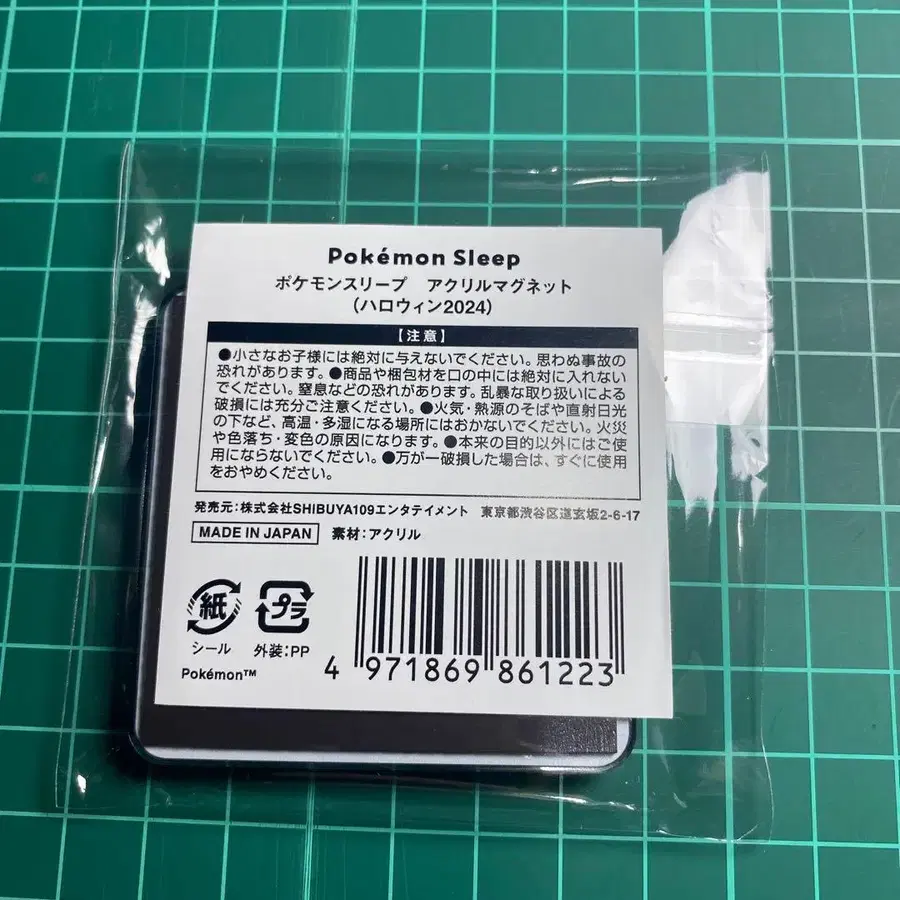 Pokémon Sleep
ポケモンスリープ　アクリルマグネット
（ハロウィン2024）
【注意】
●小さなお子様には絶対に与えないでください。思わぬ事故の
恐れがあります。●商品や梱包材を口の中には絶対に入れない
でください。窒息などの恐れがあります。乱暴な取り扱いによる
破損には充分ご注意ください。●火気・熱源のそばや直射日光
の下など、高温・多湿になる場所にはおかないでください。火災
や色落ち・変色の原因になります。●本来の目的以外にはご使
用にならないでください。●万が一破損した場合は、すぐに使用
をおやめください。
発売元：株式会社SHIBUYA109エンタテイメント　東京都渋谷区道玄坂2-6-17
MADE IN JAPAN　素材：アクリル
紙　プラ
シール　外装：PP
Pokémon™
4 971869 861223